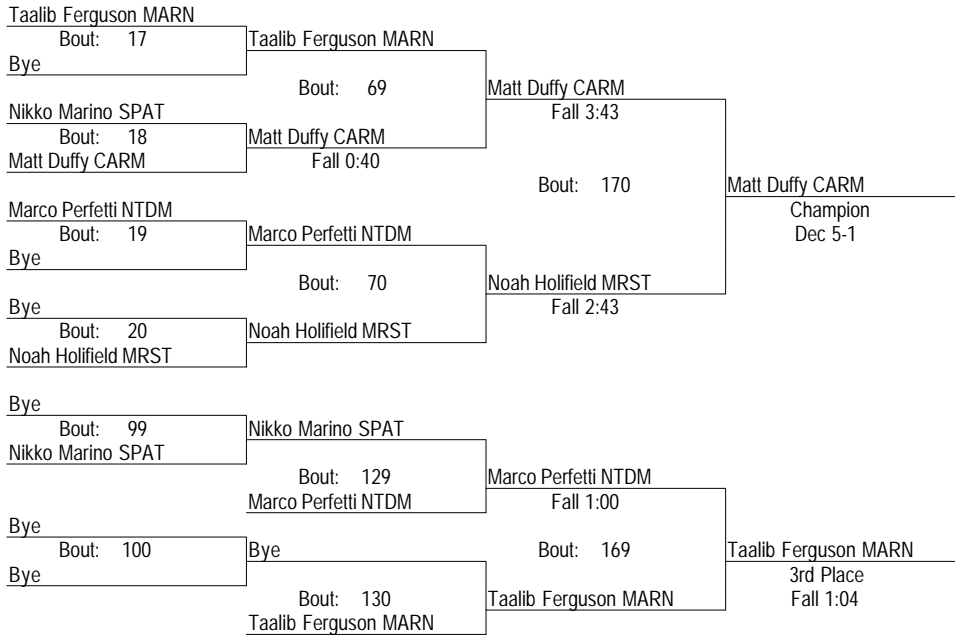 Taalib Ferguson MARN
Bout: 17
Taalib Ferguson MARN
Bye
Bout: 69
Matt Duffy CARM
Nikko Marino SPAT
Fall 3:43
Bout: 18
Matt Duffy CARM
Matt Duffy CARM
Fall 0:40
Bout: 170
Matt Duffy CARM
Marco Perfetti NTDM
Champion
Bout: 19
Marco Perfetti NTDM
Dec 5-1
Bye
Bout: 70
Noah Holifield MRST
Bye
Fall 2:43
Bout: 20
Noah Holifield MRST
Noah Holifield MRST
Bye
Bout: 99
Nikko Marino SPAT
Nikko Marino SPAT
Bout: 129
Marco Perfetti NTDM
Marco Perfetti NTDM
Fall 1:00
Bye
Bout: 100
Bye
Bout: 169
Taalib Ferguson MARN
Bye
3rd Place
Bout: 130
Taalib Ferguson MARN
Fall 1:04
Taalib Ferguson MARN